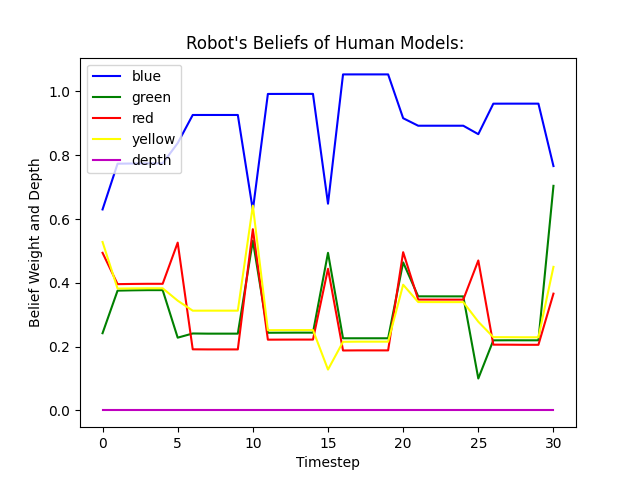 Robot's Beliefs of Human Models:
blue
green
red
yellow
depth
Belief Weight and Depth
1.0
0.8
0.6
0.4
0.2
0.0
0 5 10 15 20 25 30
Timestep